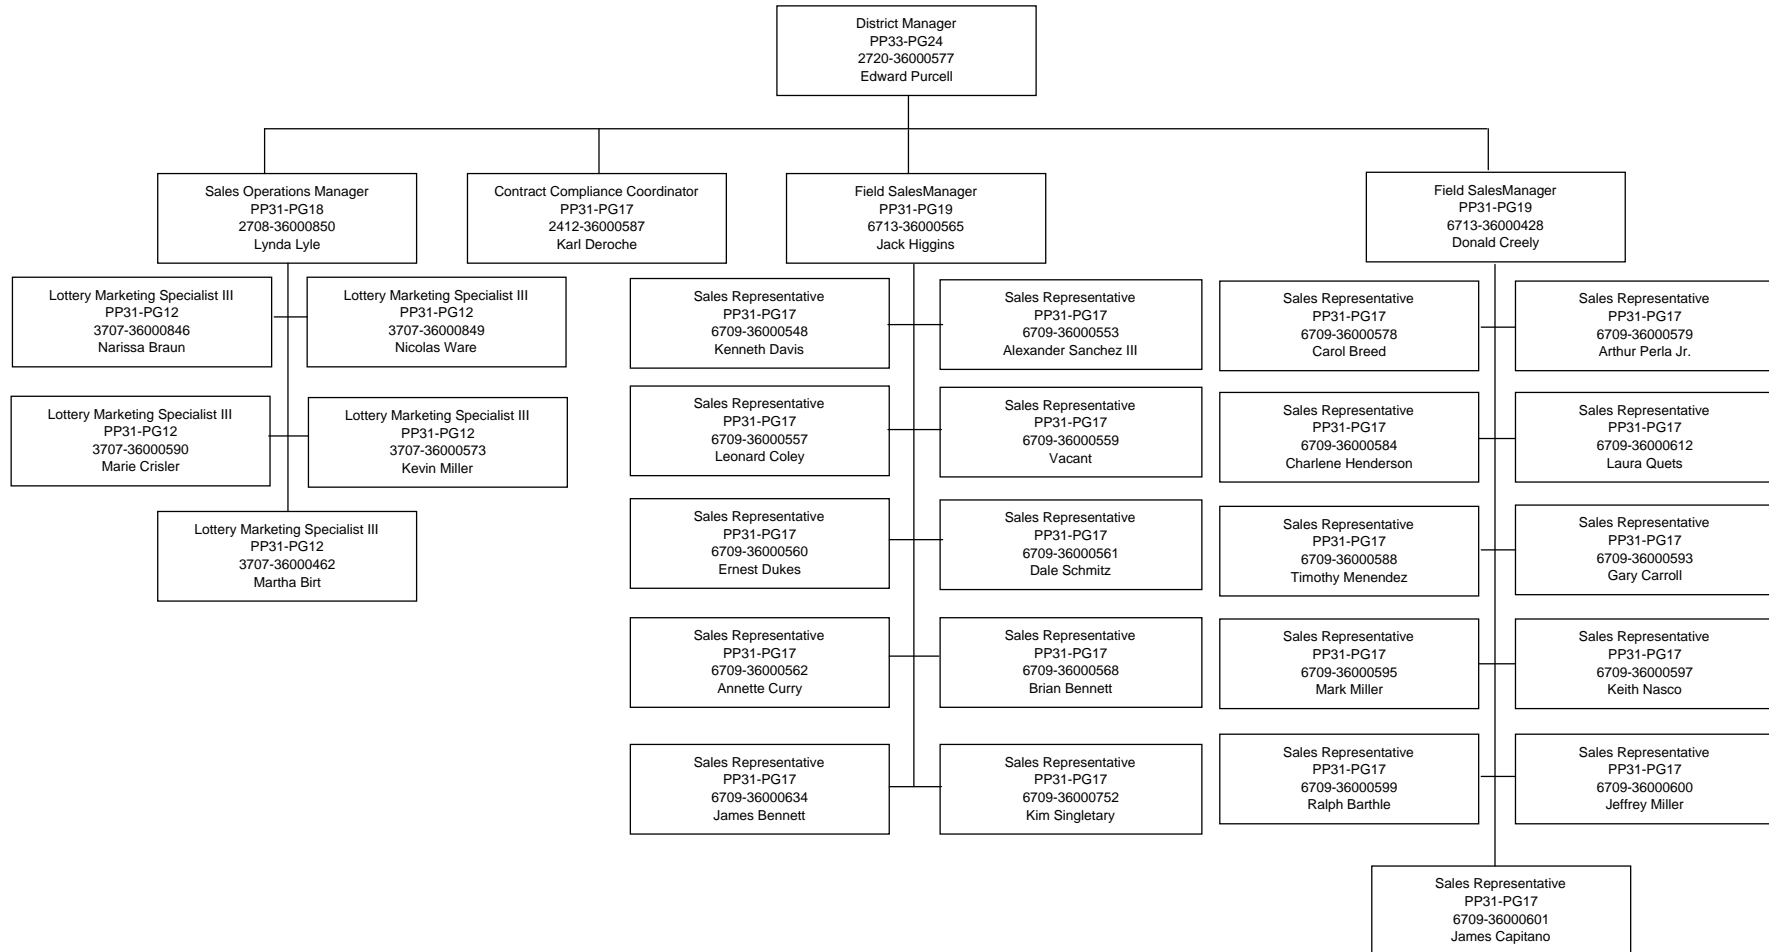 District Manager
PP33-PG24
2720-36000577
Edward Purcell
Sales Operations Manager
PP31-PG18
2708-36000850
Lynda Lyle
Contract Compliance Coordinator
PP31-PG17
2412-36000587
Karl Deroche
Field SalesManager
PP31-PG19
6713-36000565
Jack Higgins
Field SalesManager
PP31-PG19
6713-36000428
Donald Creely
Lottery Marketing Specialist III
PP31-PG12
3707-36000846
Narissa Braun
Lottery Marketing Specialist III
PP31-PG12
3707-36000849
Nicolas Ware
Lottery Marketing Specialist III
PP31-PG12
3707-36000590
Marie Crisler
Lottery Marketing Specialist III
PP31-PG12
3707-36000573
Kevin Miller
Lottery Marketing Specialist III
PP31-PG12
3707-36000462
Martha Birt
Sales Representative
PP31-PG17
6709-36000548
Kenneth Davis
Sales Representative
PP31-PG17
6709-36000553
Alexander Sanchez III
Sales Representative
PP31-PG17
6709-36000557
Leonard Coley
Sales Representative
PP31-PG17
6709-36000559
Vacant
Sales Representative
PP31-PG17
6709-36000560
Ernest Dukes
Sales Representative
PP31-PG17
6709-36000561
Dale Schmitz
Sales Representative
PP31-PG17
6709-36000562
Annette Curry
Sales Representative
PP31-PG17
6709-36000568
Brian Bennett
Sales Representative
PP31-PG17
6709-36000634
James Bennett
Sales Representative
PP31-PG17
6709-36000752
Kim Singletary
Sales Representative
PP31-PG17
6709-36000578
Carol Breed
Sales Representative
PP31-PG17
6709-36000579
Arthur Perla Jr.
Sales Representative
PP31-PG17
6709-36000584
Charlene Henderson
Sales Representative
PP31-PG17
6709-36000612
Laura Quets
Sales Representative
PP31-PG17
6709-36000588
Timothy Menendez
Sales Representative
PP31-PG17
6709-36000593
Gary Carroll
Sales Representative
PP31-PG17
6709-36000595
Mark Miller
Sales Representative
PP31-PG17
6709-36000597
Keith Nasco
Sales Representative
PP31-PG17
6709-36000599
Ralph Barthle
Sales Representative
PP31-PG17
6709-36000600
Jeffrey Miller
Sales Representative
PP31-PG17
6709-36000601
James Capitano